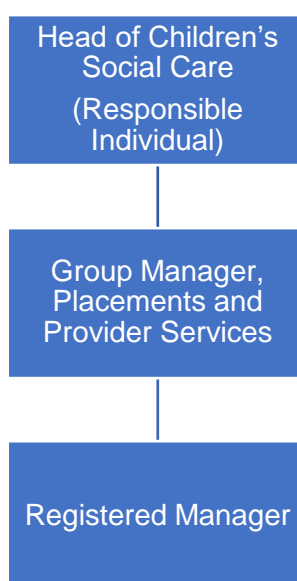 Head of Children's
Social Care
(Responsible
Individual)
Group Manager,
Placements and
Provider Services
Registered Manager